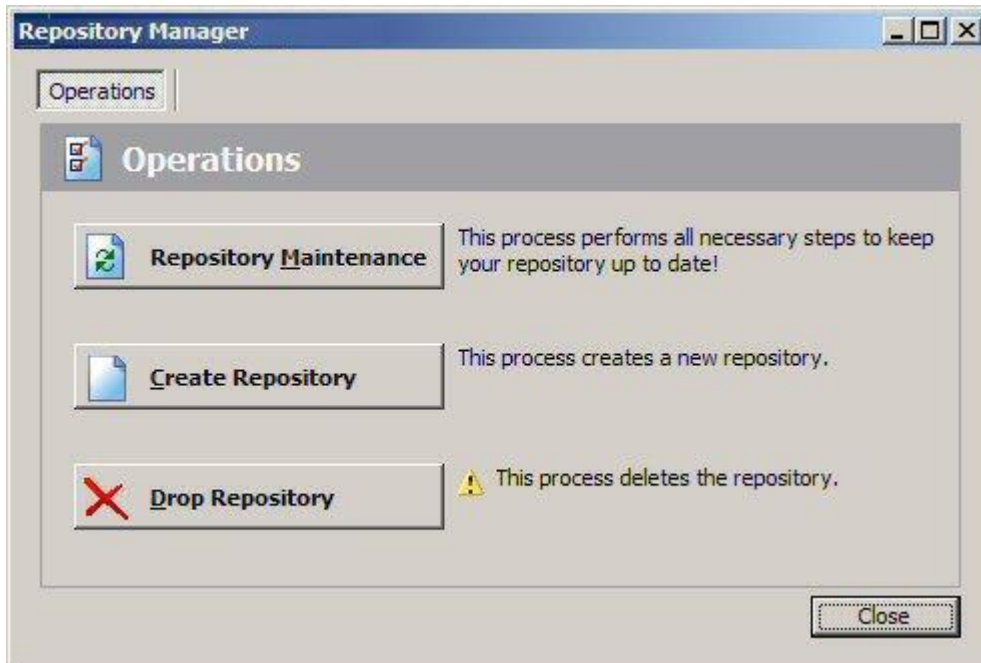 Repository Manager
Operations
Operations
Repository Maintenance
This process performs all necessary steps to keep
your repository up to date!
Create Repository
This process creates a new repository.
Drop Repository
This process deletes the repository.
Close